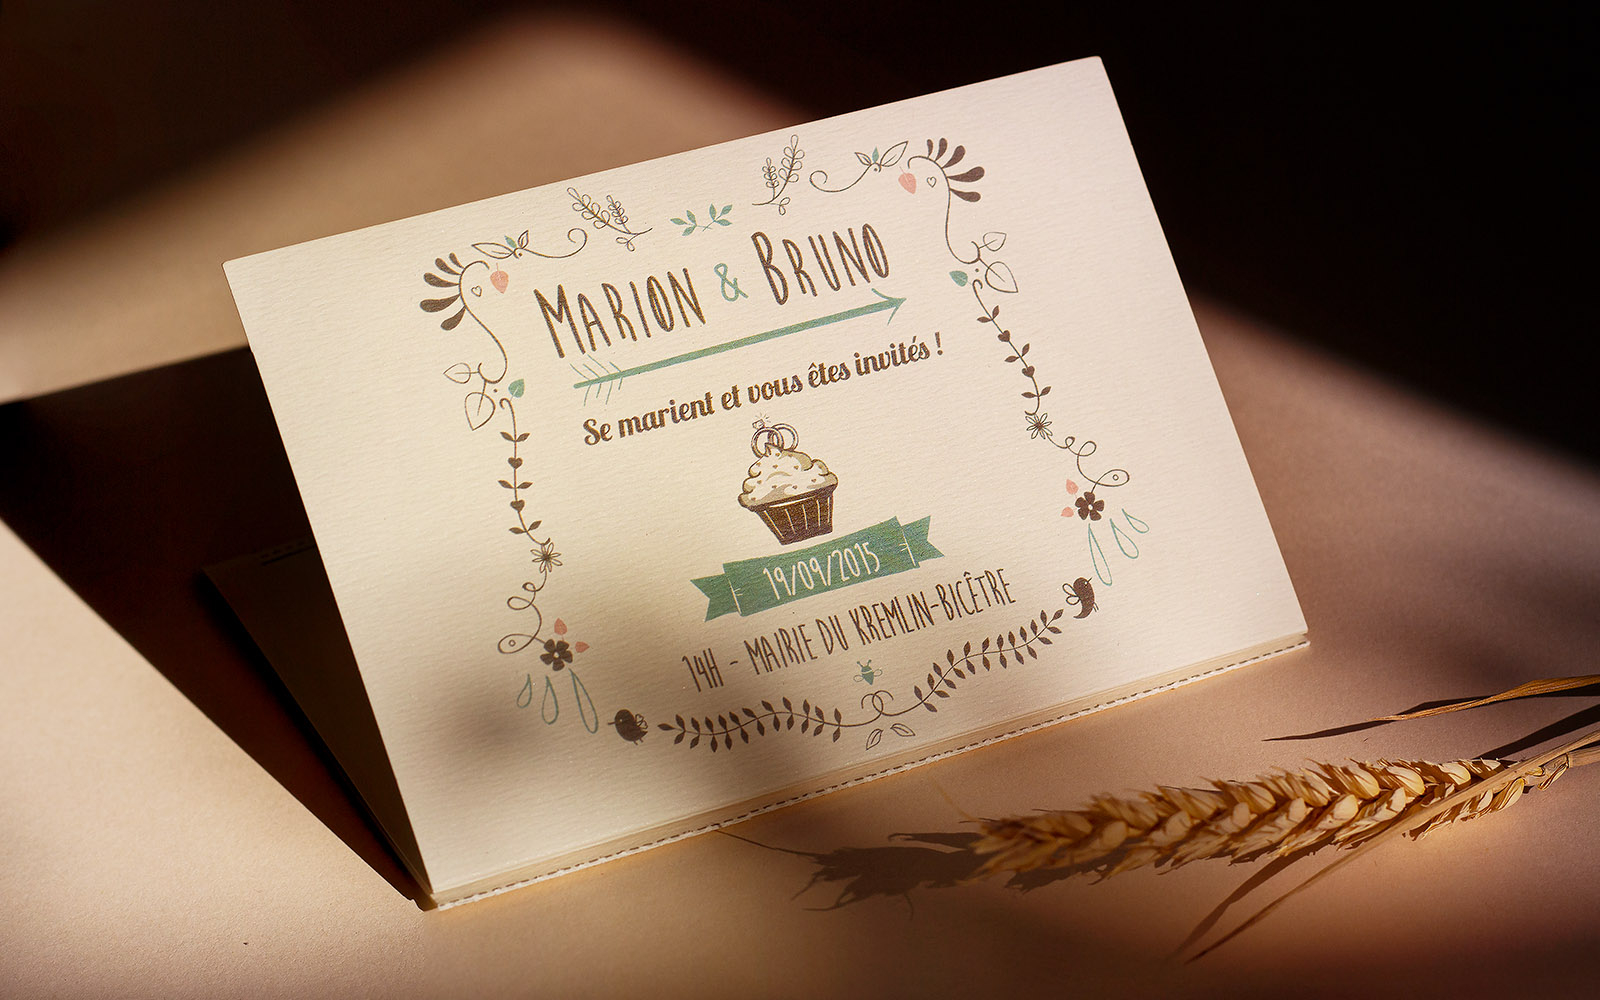 MARION & BRUNO
Se marient et vous êtes invités !
19/09/2015
14H - MAIRIE DU KREMLIN-BICÊTRE